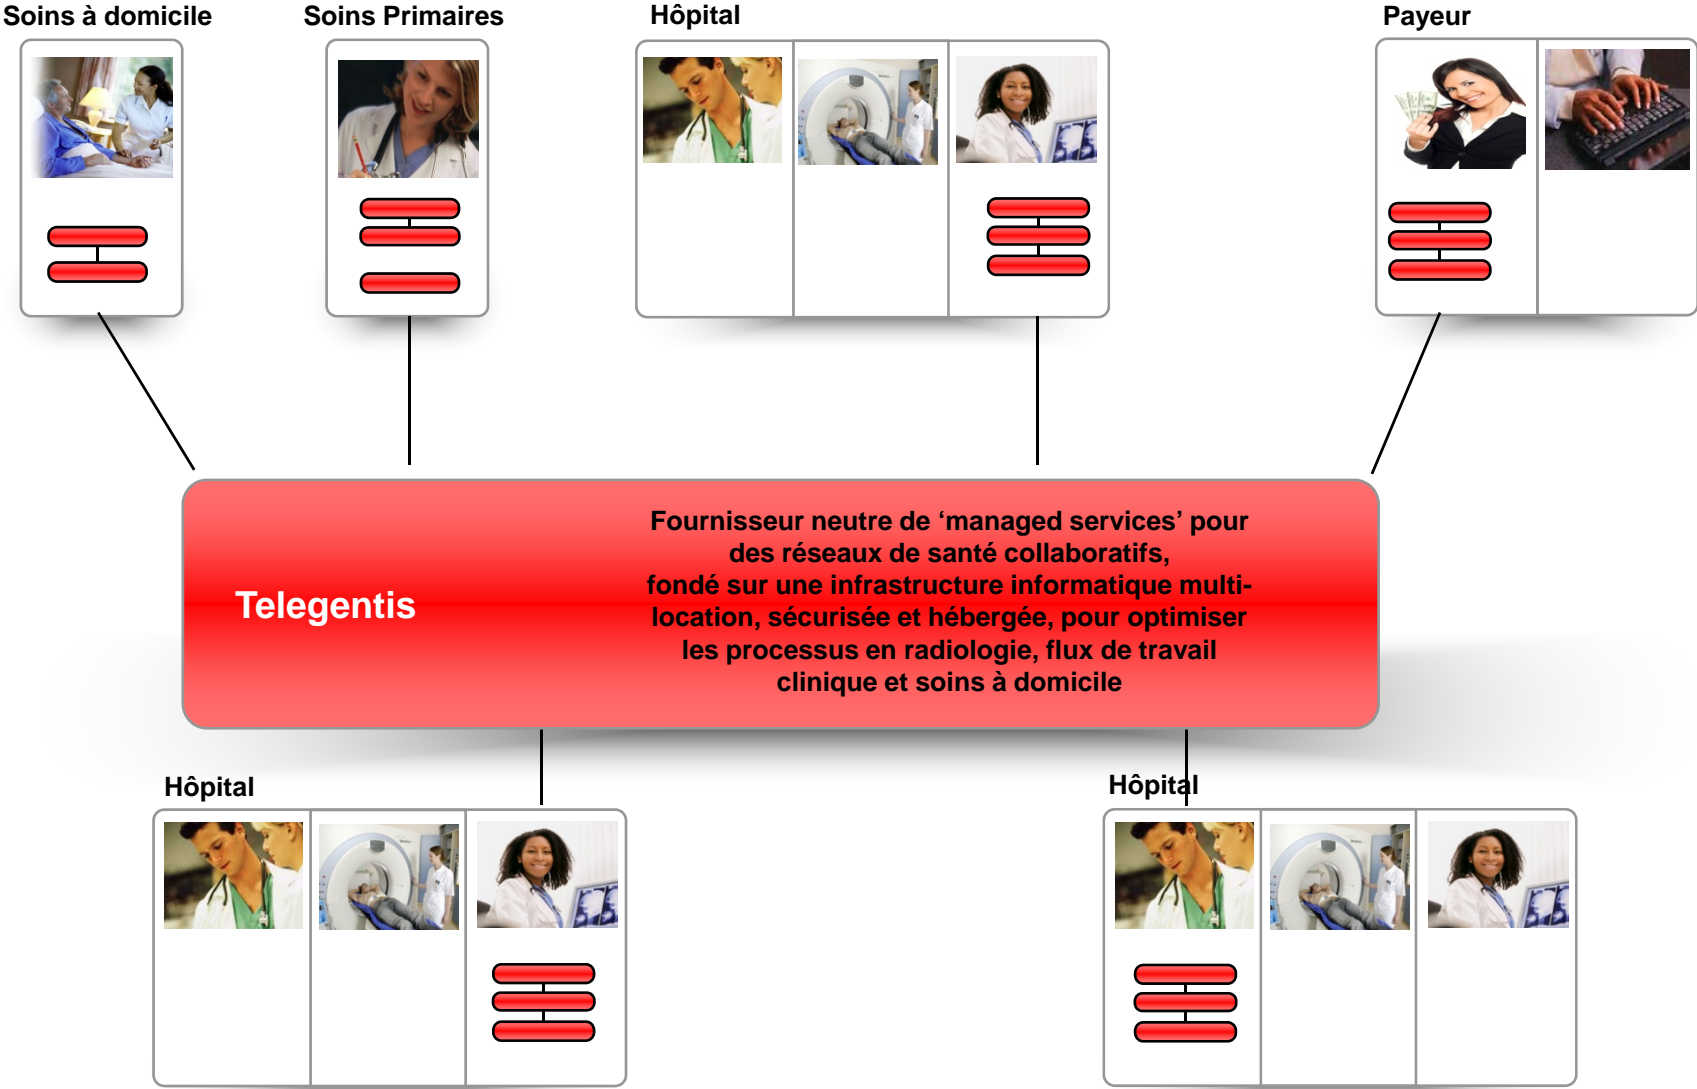 Soins à domicile
Soins Primaires
Hôpital
Payeur
Telegentis
Fournisseur neutre de ‘managed services’ pour
des réseaux de santé collaboratifs,
fondé sur une infrastructure informatique multi-
location, sécurisée et hébergée, pour optimiser
les processus en radiologie, flux de travail
clinique et soins à domicile
Hôpital
Hôpital